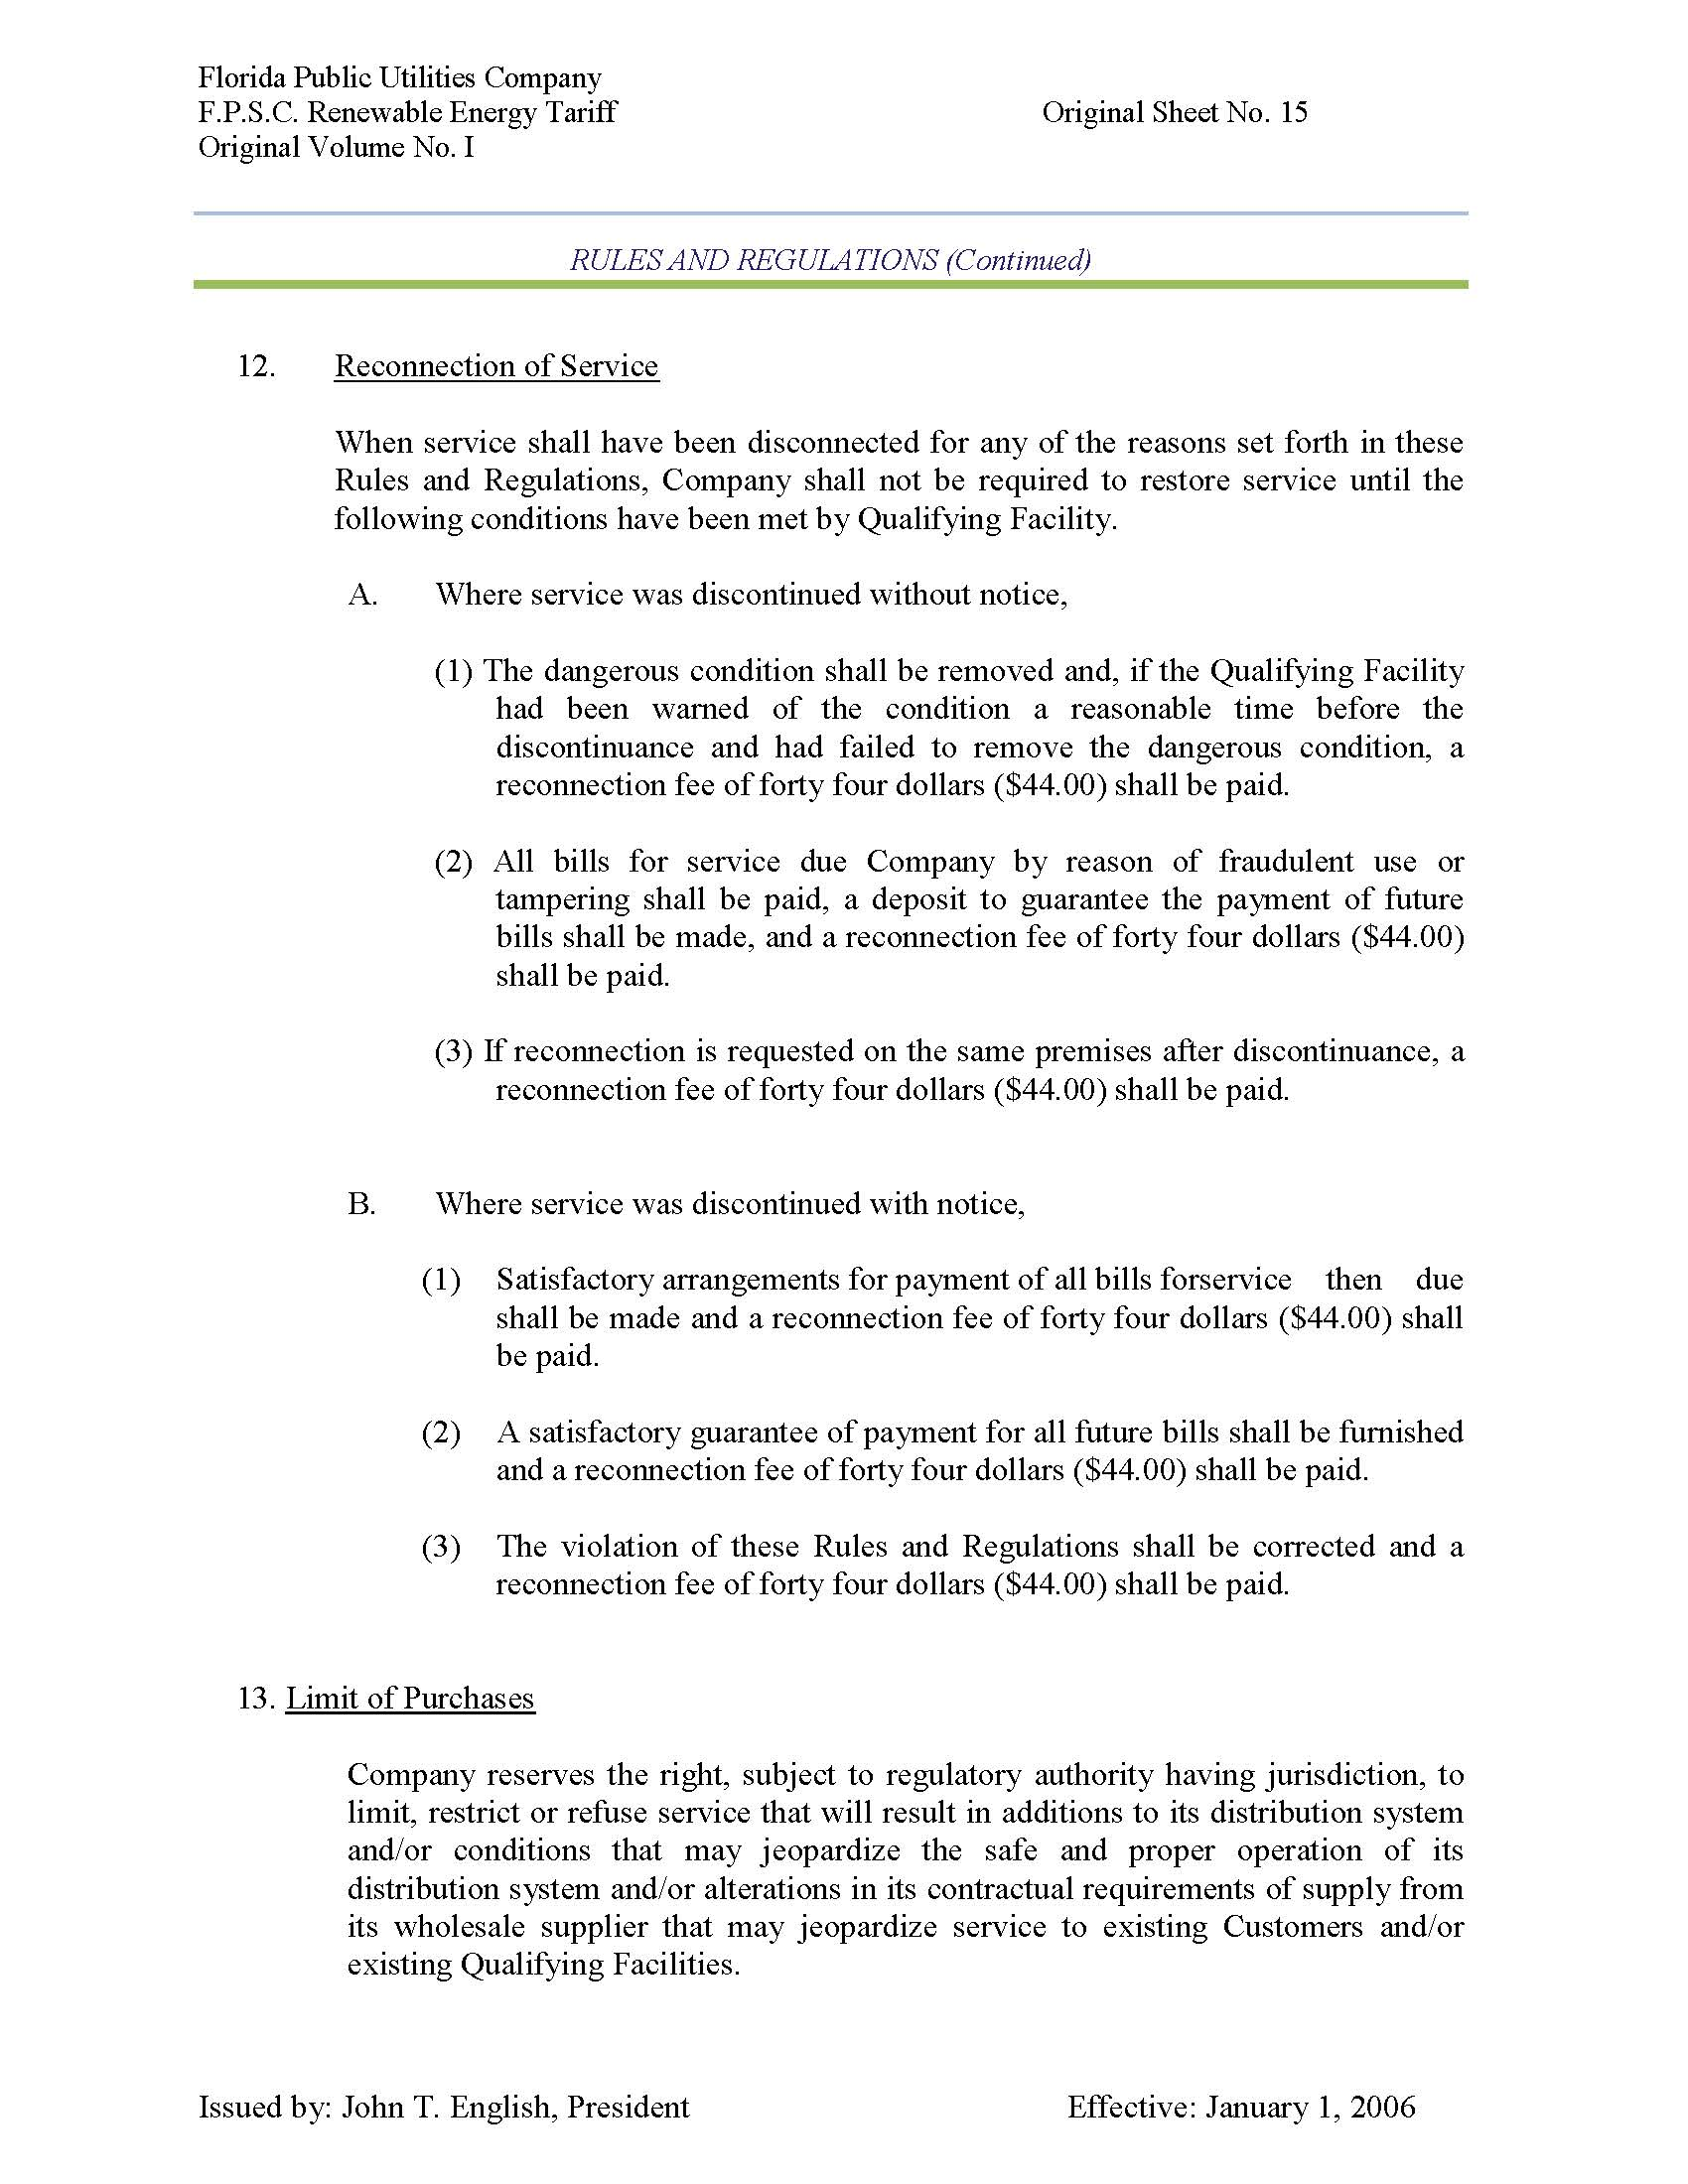 Florida Public Utilities Company
F.P.S.C. Renewable Energy Tariff Original Sheet No. 15
Original Volume No. I
RULES AND REGULATIONS (Continued)
12. Reconnection of Service
When service shall have been disconnected for any of the reasons set forth in these
Rules and Regulations, Company shall not be required to restore service until the
following conditions have been met by Qualifying Facility.
A. Where service was discontinued without notice,
(1) The dangerous condition shall be removed and, if the Qualifying Facility
had been warned of the condition a reasonable time before the
discontinuance and had failed to remove the dangerous condition, a
reconnection fee of forty four dollars ($44.00) shall be paid.
(2) All bills for service due Company by reason of fraudulent use or
tampering shall be paid, a deposit to guarantee the payment of future
bills shall be made, and a reconnection fee of forty four dollars ($44.00)
shall be paid.
(3) If reconnection is requested on the same premises after discontinuance, a
reconnection fee of forty four dollars ($44.00) shall be paid.
B. Where service was discontinued with notice,
(1) Satisfactory arrangements for payment of all bills forservice then due
shall be made and a reconnection fee of forty four dollars ($44.00) shall
be paid.
(2) A satisfactory guarantee of payment for all future bills shall be furnished
and a reconnection fee of forty four dollars ($44.00) shall be paid.
(3) The violation of these Rules and Regulations shall be corrected and a
reconnection fee of forty four dollars ($44.00) shall be paid.
13. Limit of Purchases
Company reserves the right, subject to regulatory authority having jurisdiction, to
limit, restrict or refuse service that will result in additions to its distribution system
and/or conditions that may jeopardize the safe and proper operation of its
distribution system and/or alterations in its contractual requirements of supply from
its wholesale supplier that may jeopardize service to existing Customers and/or
existing Qualifying Facilities.
Issued by: John T. English, President Effective: January 1, 2006